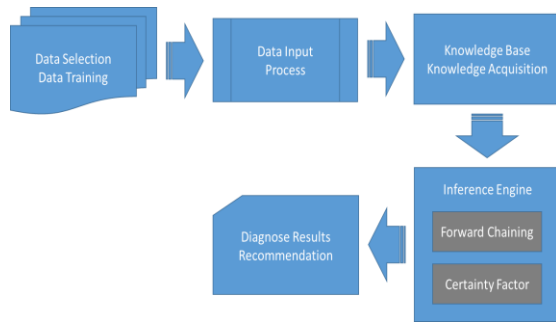 Data Selection
Data Training
Data Input
Process
Knowledge Base
Knowledge Acquisition
Inference Engine
Forward Chaining
Certainty Factor
Diagnose Results
Recommendation